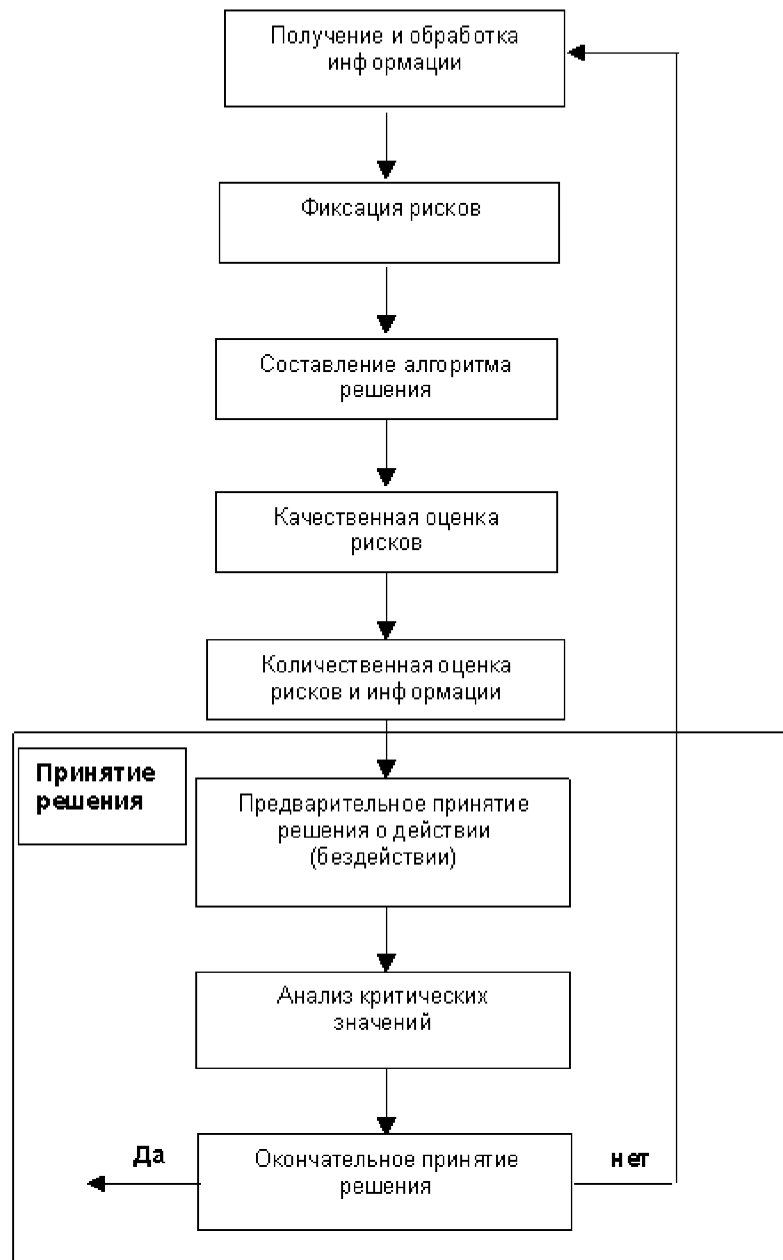 Получение и обработка
информации
Фиксация рисков
Составление алгоритма
решения
Качественная оценка
рисков
Количественная оценка
рисков и информации
Принятие
решения
Предварительное принятие
решения о действии
(бездействии)
Анализ критических
значений
Да
Окончательное принятие
решения
нет